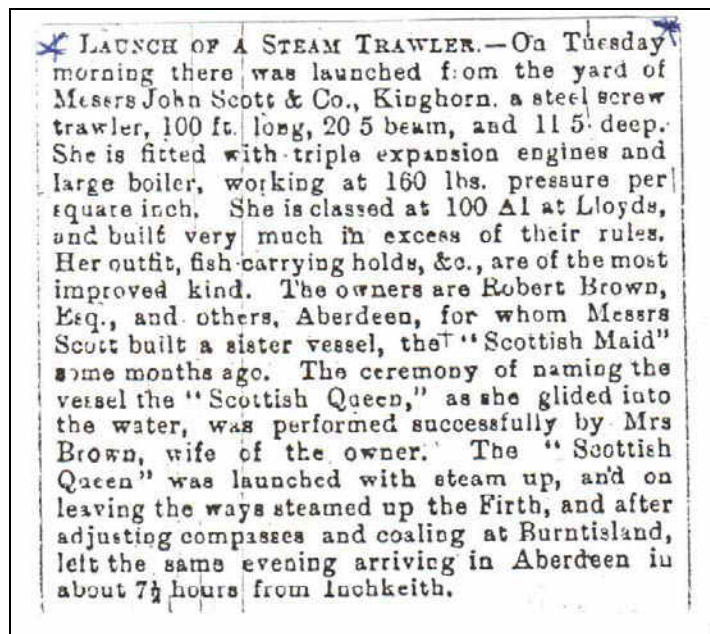 LAUNCH OF A STEAM TRAWLER.—On Tuesday
morning there was launched from the yard of
Messrs John Scott & Co., Kinghorn, a steel screw
trawler, 100 ft. long, 20 5 beam, and 11 5 deep.
She is fitted with triple expansion engines and
large boiler, working at 160 lbs. pressure per
square inch. She is classed at 100 A1 at Lloyds,
and built very much in excess of their rules.
Her outfit, fish-carrying holds, &c., are of the most
improved kind. The owners are Robert Brown,
Esq., and others, Aberdeen, for whom Messrs
Scott built a sister vessel, the "Scottish Maid"
some months ago. The ceremony of naming the
vessel the "Scottish Queen," as she glided into
the water, was performed successfully by Mrs
Brown, wife of the owner. The "Scottish
Queen" was launched with steam up, and on
leaving the ways steamed up the Firth, and after
adjusting compasses and coaling at Burntisland,
left the same evening arriving in Aberdeen in
about 7½ hours from Inchkeith.